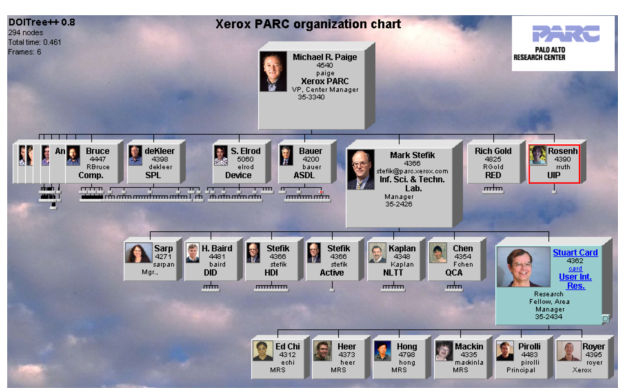 DOITree++ 0.8
294 nodes
Total time: 0.461
Frames: 6
Xerox PARC organization chart
PARC
PALO ALTO
RESEARCH CENTER
Michael R. Paige
4640
paige
Xerox PARC
VP, Center Manager
35-3340
An
Bruce
4447
RBruce
Comp.
deKleer
4398
dekleer
SPL
S. Elrod
5060
elrod
Device
Bauer
4200
bauer
ASDL
Mark Stefik
4366
stefik@parc.xerox.com
Inf. Sci. & Techn.
Lab.
Manager
35-2426
Rich Gold
4825
RGold
RED
Rosenh
4390
rruth
UIP
Sarp
4271
sarpan
Mgr.,
H. Baird
4481
baird
DID
Stefik
4366
stefik
HDI
Stefik
4366
stefik
Active
Kaplan
4348
Kaplan
NLTT
Chen
4354
Fchen
QCA
Stuart Card
4362
card
User Int.
Res.
Research
Fellow, Area
Manager
35-2434
Ed Chi
4312
echi
MRS
Heer
4373
heer
MRS
Hong
4798
hong
MRS
Mackin
4335
mackinla
MRS
Pirolli
4483
pirolli
Principal
Royer
4395
royer
Xerox